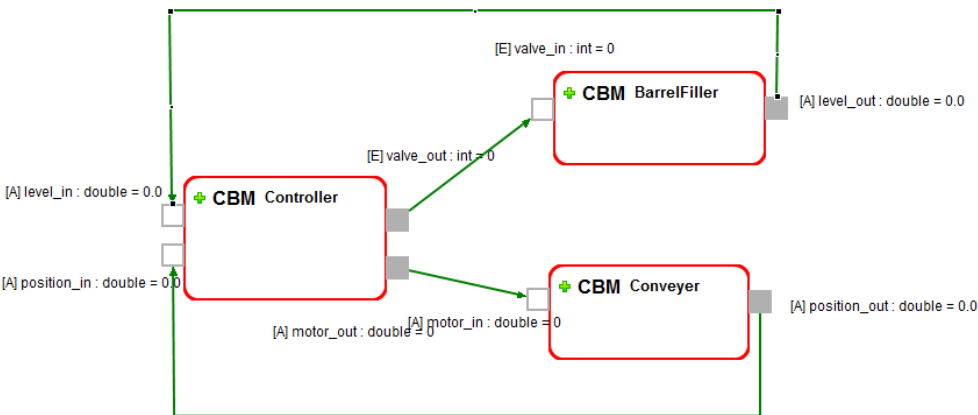 [E] valve_in : int = 0
CBM BarrelFiller
[A] level_out : double = 0.0
[E] valve_out : int = 0
[A] level_in : double = 0.0
CBM Controller
[A] position_in : double = 0.0
CBM Conveyer
[A] position_out : double = 0.0
[A] motor_in : double = 0
[A] motor_out : double = 0